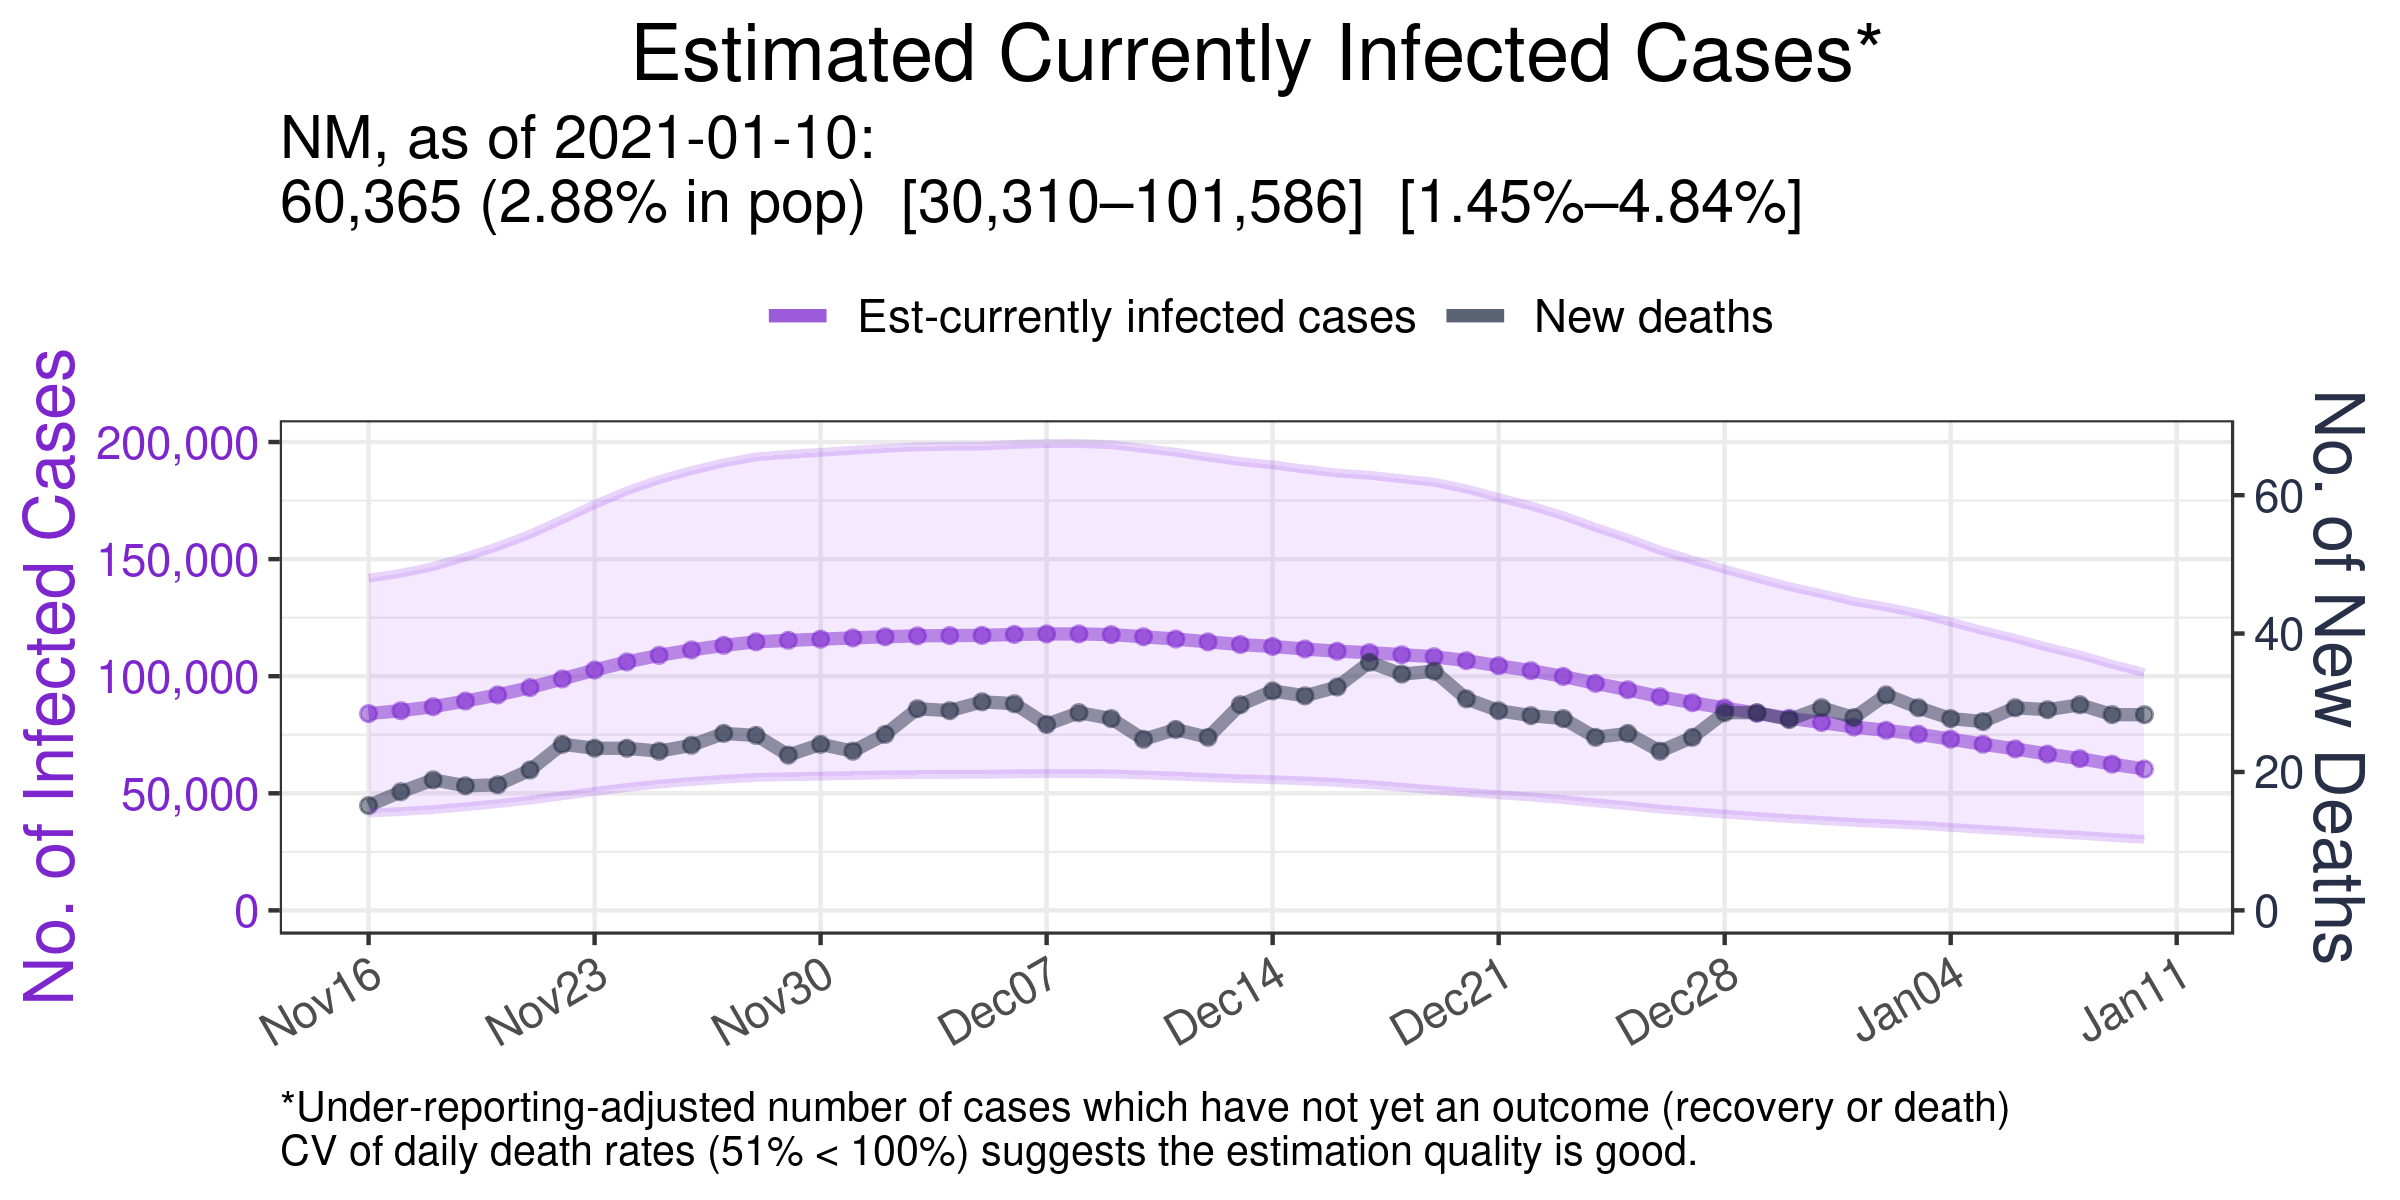 Estimated Currently Infected Cases*
NM, as of 2021-01-10:
60,365 (2.88% in pop)  [30,310–101,586]  [1.45%–4.84%]
Est-currently infected cases
New deaths
No. of Infected Cases
200,000
150,000
100,000
50,000
0
60
40
20
0
No. of New Deaths
Nov16
Nov23
Nov30
Dec07
Dec14
Dec21
Dec28
Jan04
Jan11
*Under-reporting-adjusted number of cases which have not yet an outcome (recovery or death)
CV of daily death rates (51% < 100%) suggests the estimation quality is good.